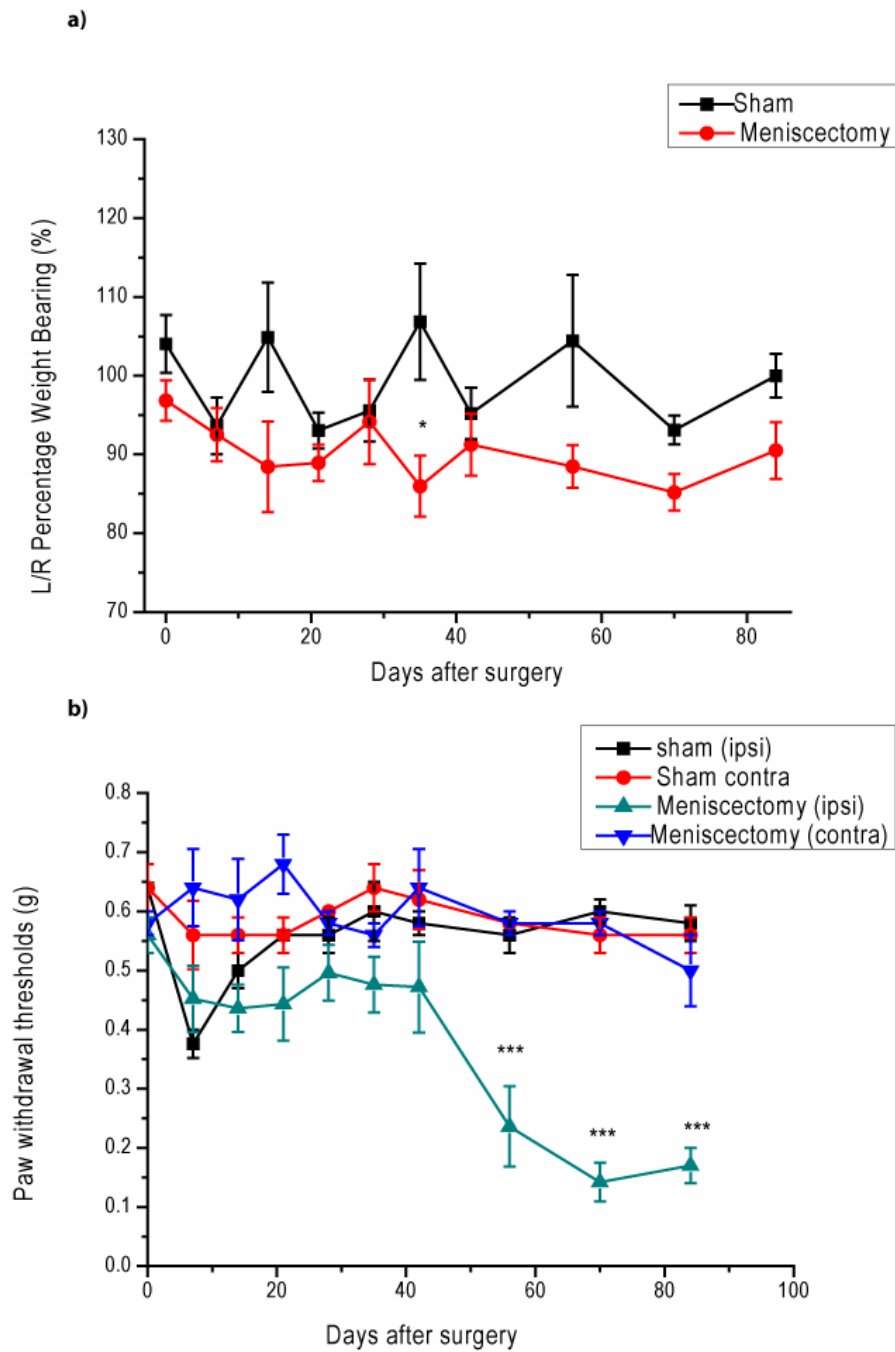 a)
Sham
Meniscectomy
130
120
110
100
90
80
70
L/R Percentage Weight Bearing (%)
*
0
20
40
60
80
Days after surgery
b)
sham (ipsi)
Sham contra
Meniscectomy (ipsi)
Meniscectomy (contra)
0.8
0.7
0.6
0.5
0.4
0.3
0.2
0.1
0.0
Paw withdrawal thresholds (g)
***
***
***
0
20
40
60
80
100
Days after surgery